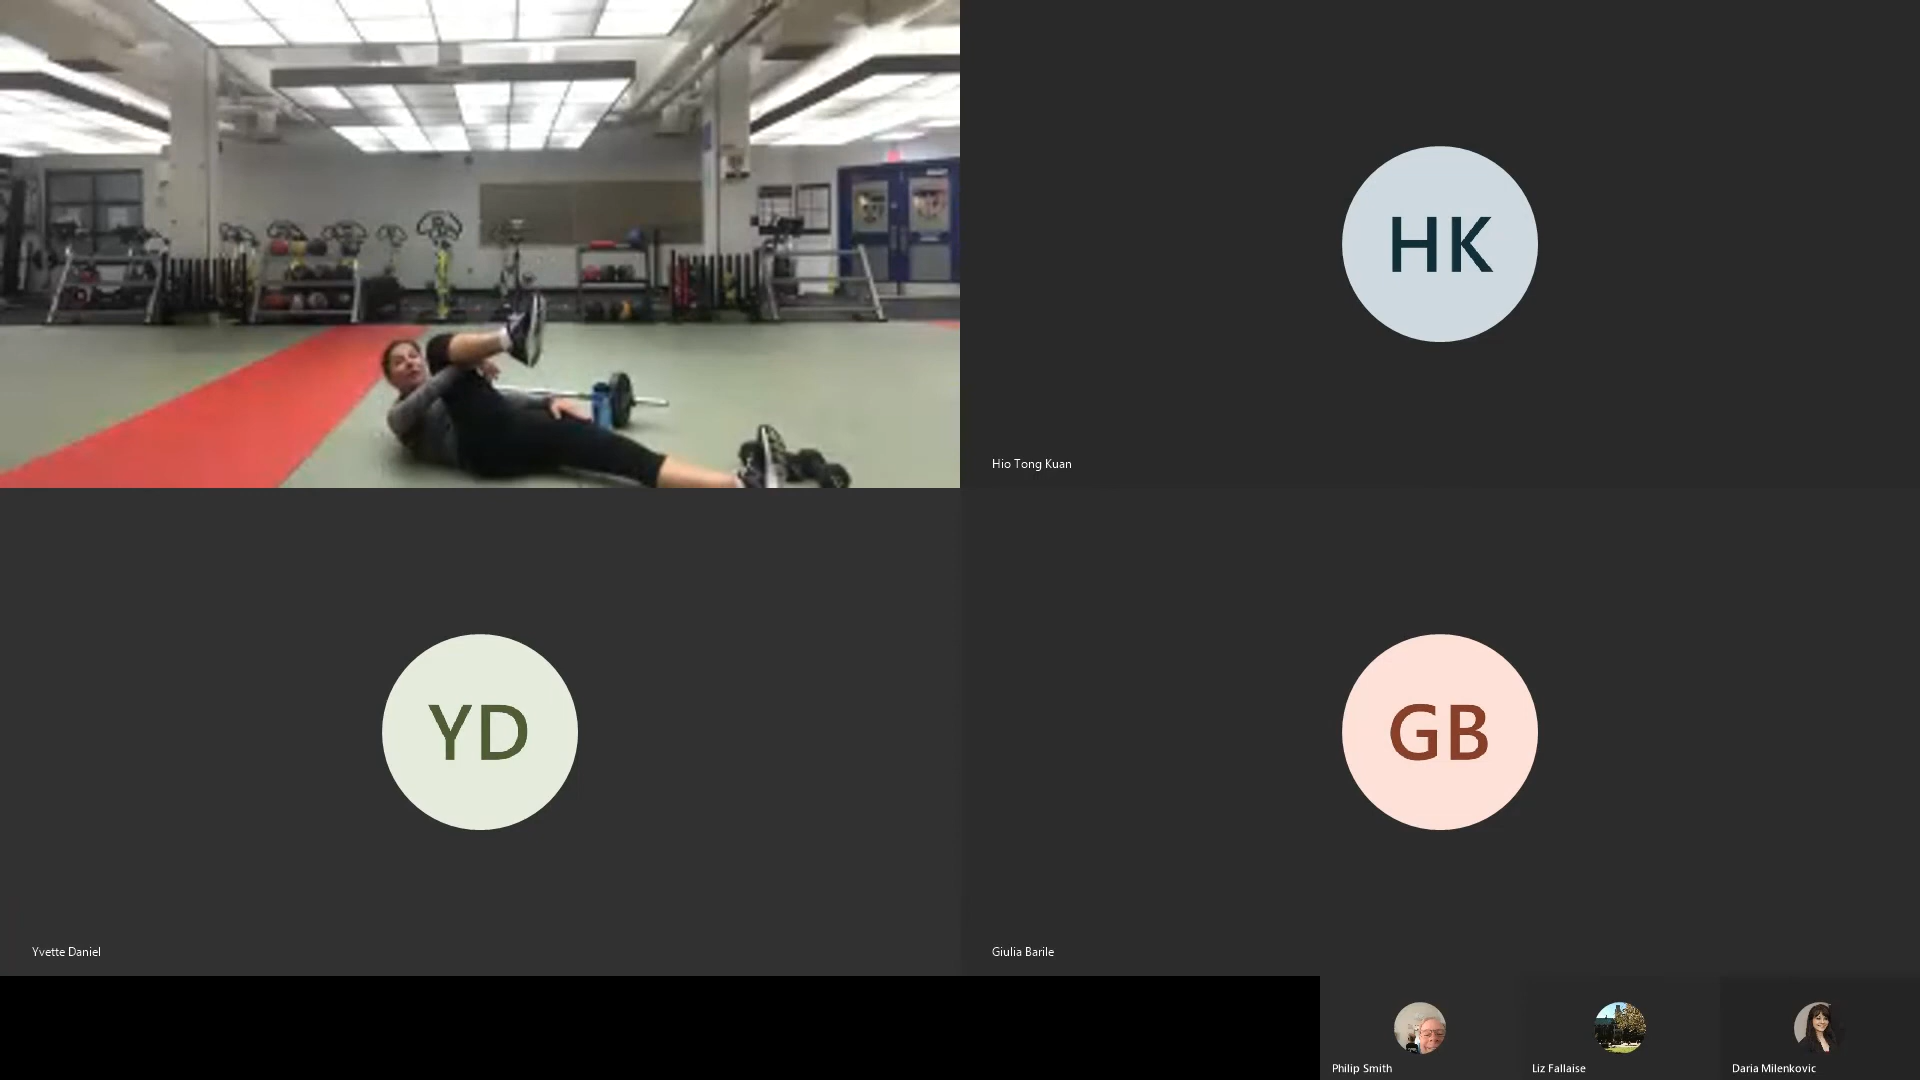 HK
Hio Tong Kuan
YD
GB
Yvette Daniel
Giulia Barile
Philip Smith
Liz Fallaise
Daria Milenkovic